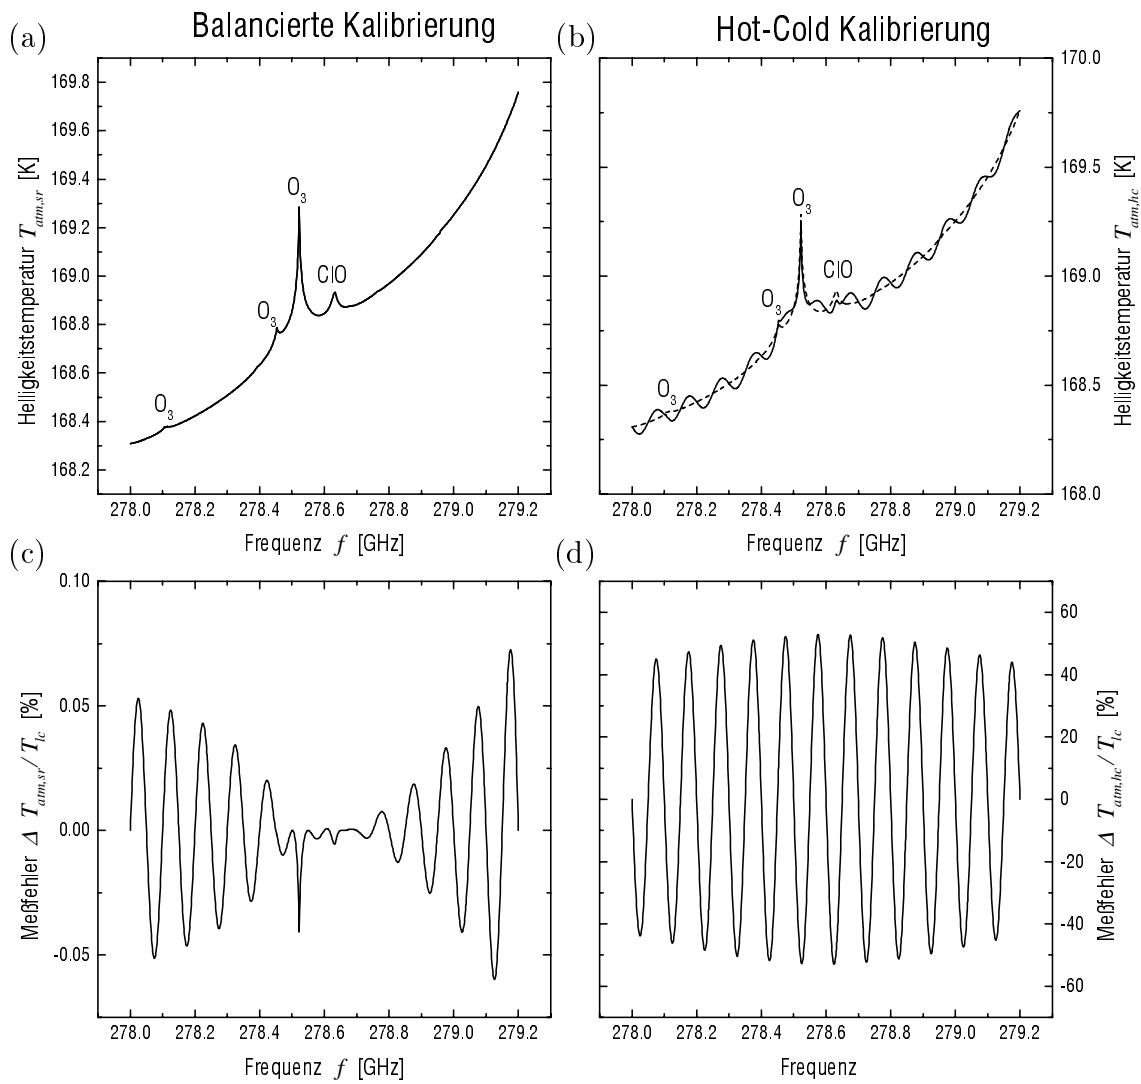 (a)
Balancierte Kalibrierung
(b)
Hot-Cold Kalibrierung
Helligkeitstemperatur T_atm,sr [K]
169.8
169.6
169.4
169.2
169.0
168.8
168.6
168.4
168.2
O3
O3
O3
ClO
278.0 278.2 278.4 278.6 278.8 279.0 279.2
Frequenz f [GHz]
O3
O3
O3
ClO
170.0
169.5
169.0
168.5
168.0
Helligkeitstemperatur T_atm,hc [K]
278.0 278.2 278.4 278.6 278.8 279.0 279.2
Frequenz f [GHz]
(c)
(d)
Meßfehler Δ T_atm,sr / T_lc [%]
0.10
0.05
0.00
-0.05
278.0 278.2 278.4 278.6 278.8 279.0 279.2
Frequenz f [GHz]
60
40
20
0
-20
-40
-60
Meßfehler Δ T_atm,hc / T_lc [%]
278.0 278.2 278.4 278.6 278.8 279.0 279.2
Frequenz